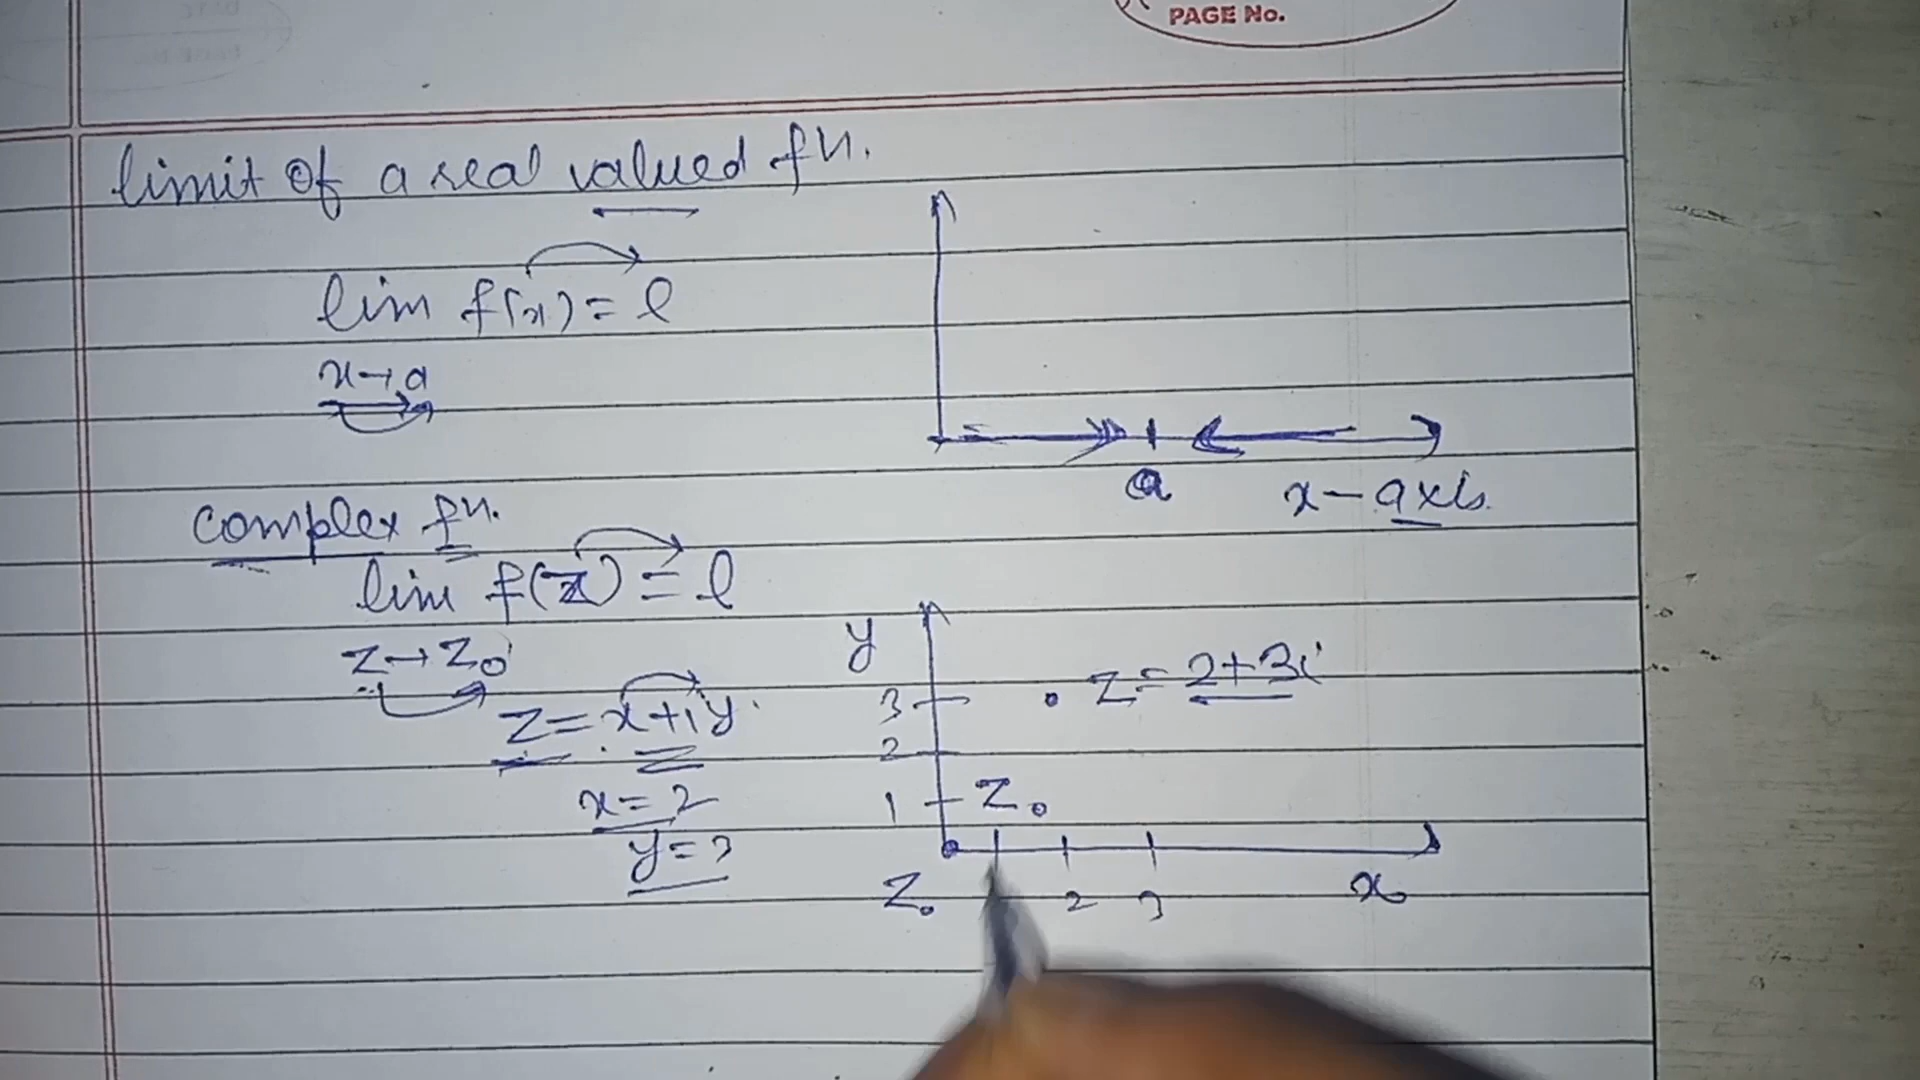 PAGE No.
limit of a real valued fn.
lim f(x) = l
x→a
a
x-axis.
complex fn.
lim f(z) = l
z→z₀
z = x+iy.
x=2
y=3
y
3
2
1
z = 2+3i
z₀
z₀
2
3
x